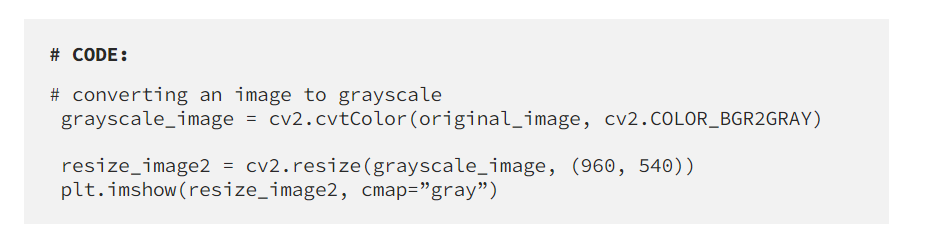 # CODE:
# converting an image to grayscale
grayscale_image = cv2.cvtColor(original_image, cv2.COLOR_BGR2GRAY)
resize_image2 = cv2.resize(grayscale_image, (960, 540))
plt.imshow(resize_image2, cmap=”gray”)